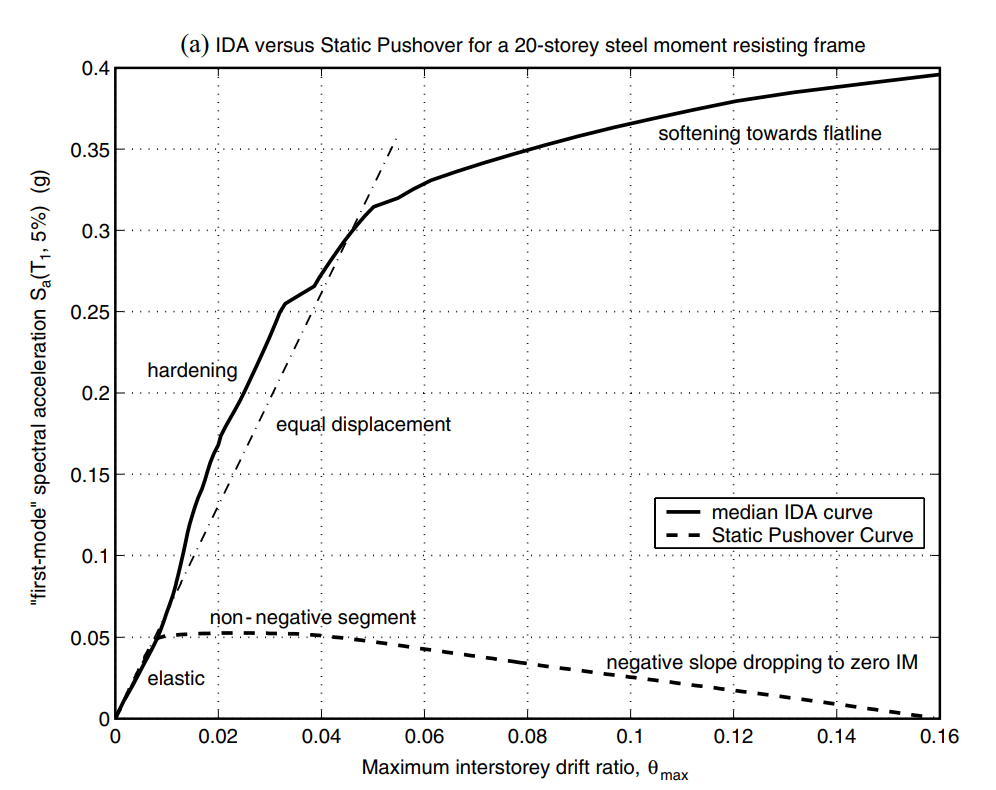 (a) IDA versus Static Pushover for a 20-storey steel moment resisting frame
0.4
0.35
0.3
0.25
0.2
0.15
0.1
0.05
0
"first-mode" spectral acceleration Sa(T1, 5%) (g)
softening towards flatline
hardening
equal displacement
median IDA curve
Static Pushover Curve
non-negative segment
negative slope dropping to zero IM
elastic
0 0.02 0.04 0.06 0.08 0.1 0.12 0.14 0.16
Maximum interstorey drift ratio, θmax